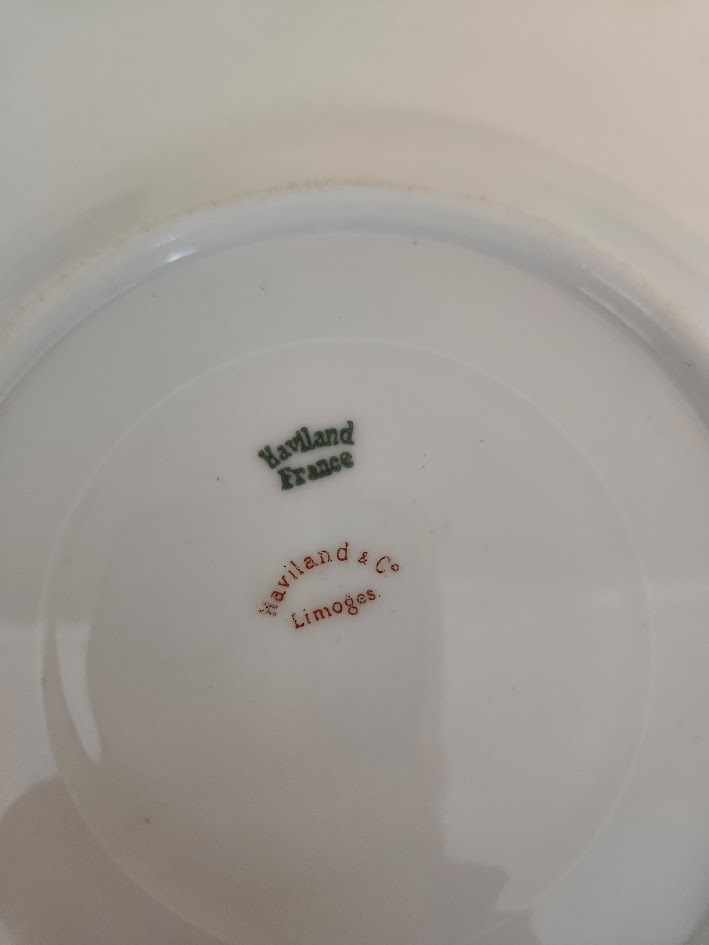 Haviland
France
Haviland & Co
Limoges.